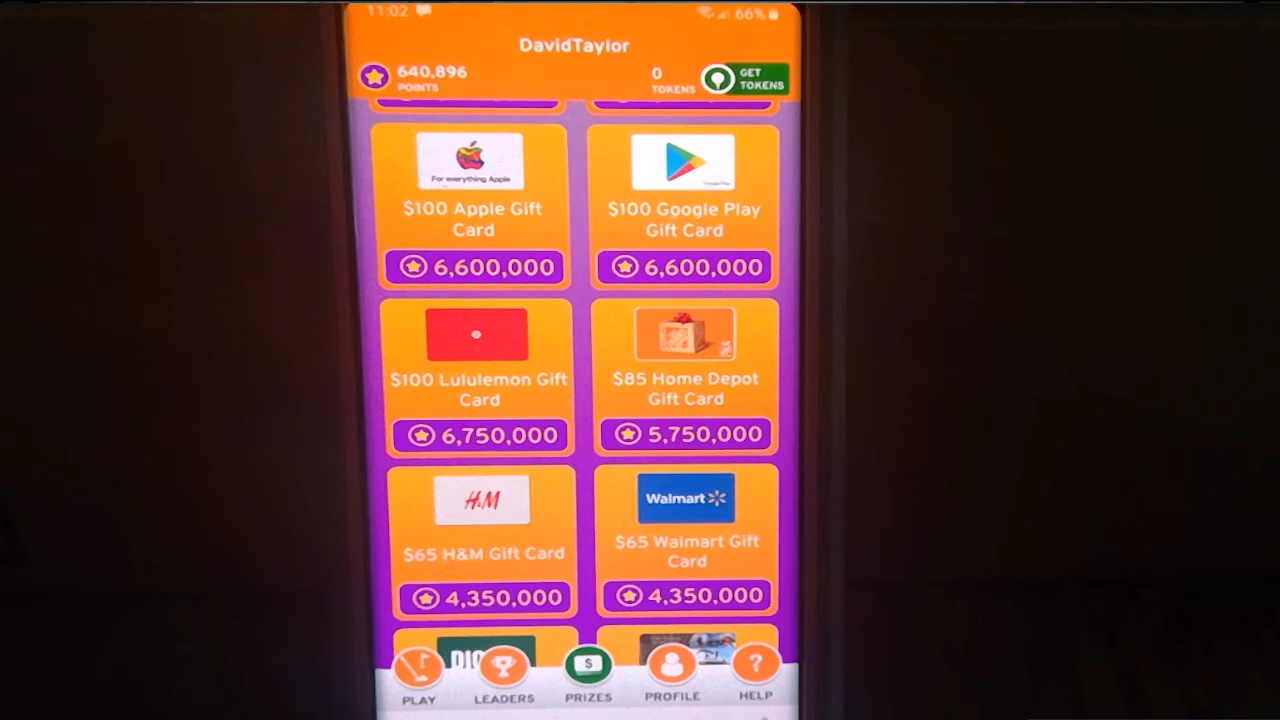 11:02
66%
DavidTaylor
640,896
POINTS
0
TOKENS
GET
TOKENS
For everything Apple
$100 Apple Gift
Card
6,600,000
Google Play
$100 Google Play
Gift Card
6,600,000
$100 Lululemon Gift
Card
6,750,000
$85 Home Depot
Gift Card
5,750,000
H&M
$65 H&M Gift Card
4,350,000
Walmart
$65 Walmart Gift
Card
4,350,000
PLAY
LEADERS
PRIZES
PROFILE
HELP